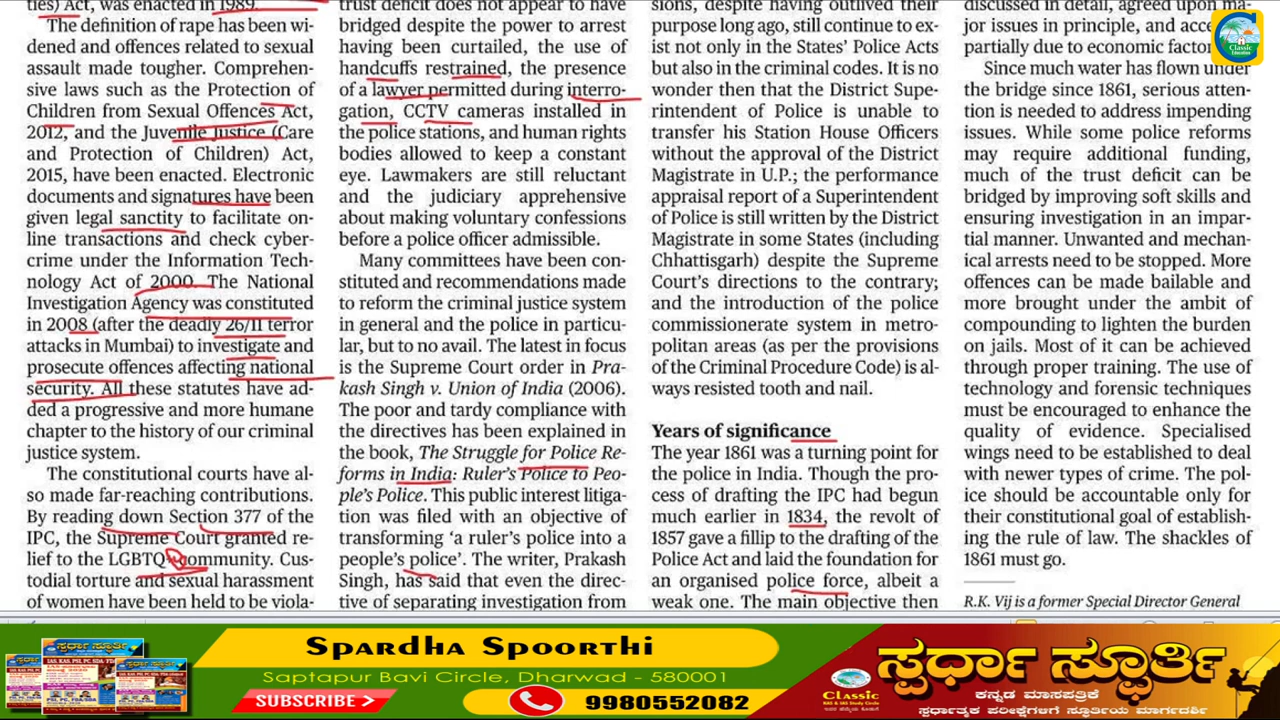 ties) Act, was enacted in 1989.
The definition of rape has been wi-
dened and offences related to sexual
assault made tougher. Comprehen-
sive laws such as the Protection of
Children from Sexual Offences Act,
2012, and the Juvenile Justice (Care
and Protection of Children) Act,
2015, have been enacted. Electronic
documents and signatures have been
given legal sanctity to facilitate on-
line transactions and check cyber-
crime under the Information Tech-
nology Act of 2000. The National
Investigation Agency was constituted
in 2008 (after the deadly 26/11 terror
attacks in Mumbai) to investigate and
prosecute offences affecting national
security. All these statutes have ad-
ded a progressive and more humane
chapter to the history of our criminal
justice system.
The constitutional courts have al-
so made far-reaching contributions.
By reading down Section 377 of the
IPC, the Supreme Court granted re-
lief to the LGBTQ+ community. Cus-
todial torture and sexual harassment
of women have been held to be viola-
trust deficit does not appear to have
bridged despite the power to arrest
having been curtailed, the use of
handcuffs restrained, the presence
of a lawyer permitted during interro-
gation, CCTV cameras installed in
the police stations, and human rights
bodies allowed to keep a constant
eye. Lawmakers are still reluctant
and the judiciary apprehensive
about making voluntary confessions
before a police officer admissible.
Many committees have been con-
stituted and recommendations made
to reform the criminal justice system
in general and the police in particu-
lar, but to no avail. The latest in focus
is the Supreme Court order in Pra-
kash Singh v. Union of India (2006).
The poor and tardy compliance with
the directives has been explained in
the book, The Struggle for Police Re-
forms in India: Ruler's Police to Peo-
ple's Police. This public interest litiga-
tion was filed with an objective of
transforming ‘a ruler's police into a
people's police’. The writer, Prakash
Singh, has said that even the direc-
tive of separating investigation from
sions, despite having outlived their
purpose long ago, still continue to ex-
ist not only in the States' Police Acts
but also in the criminal codes. It is no
wonder then that the District Supe-
rintendent of Police is unable to
transfer his Station House Officers
without the approval of the District
Magistrate in U.P.; the performance
appraisal report of a Superintendent
of Police is still written by the District
Magistrate in some States (including
Chhattisgarh) despite the Supreme
Court's directions to the contrary;
and the introduction of the police
commissionerate system in metro-
politan areas (as per the provisions
of the Criminal Procedure Code) is al-
ways resisted tooth and nail.
Years of significance
The year 1861 was a turning point for
the police in India. Though the pro-
cess of drafting the IPC had begun
much earlier in 1834, the revolt of
1857 gave a fillip to the drafting of the
Police Act and laid the foundation for
an organised police force, albeit a
weak one. The main objective then
discussed in detail, agreed upon ma-
jor issues in principle, and
partially due to economic
Since much water has flown under
the bridge since 1861, serious atten-
tion is needed to address impending
issues. While some police reforms
may require additional funding,
much of the trust deficit can be
bridged by improving soft skills and
ensuring investigation in an impar-
tial manner. Unwanted and mechan-
ical arrests need to be stopped. More
offences can be made bailable and
more brought under the ambit of
compounding to lighten the burden
on jails. Most of it can be achieved
through proper training. The use of
technology and forensic techniques
must be encouraged to enhance the
quality of evidence. Specialised
wings need to be established to deal
with newer types of crime. The pol-
ice should be accountable only for
their constitutional goal of establish-
ing the rule of law. The shackles of
1861 must go.
R.K. Vij is a former Special Director General
Classic
Education
Spardha Spoorthi
Saptapur Bavi Circle, Dharwad - 580001
SUBSCRIBE
9980552082
Classic
KAS & IAS Study Circle
ಸ್ಪರ್ಧಾ ಸ್ಫೂರ್ತಿ
ಕನ್ನಡ ಮಾಸಪತ್ರಿಕೆ
ಸ್ಪರ್ಧಾತ್ಮಕ ಪರೀಕ್ಷೆಗಳಿಗೆ ಸ್ಫೂರ್ತಿಯ ಮಾರ್ಗದರ್ಶಿ